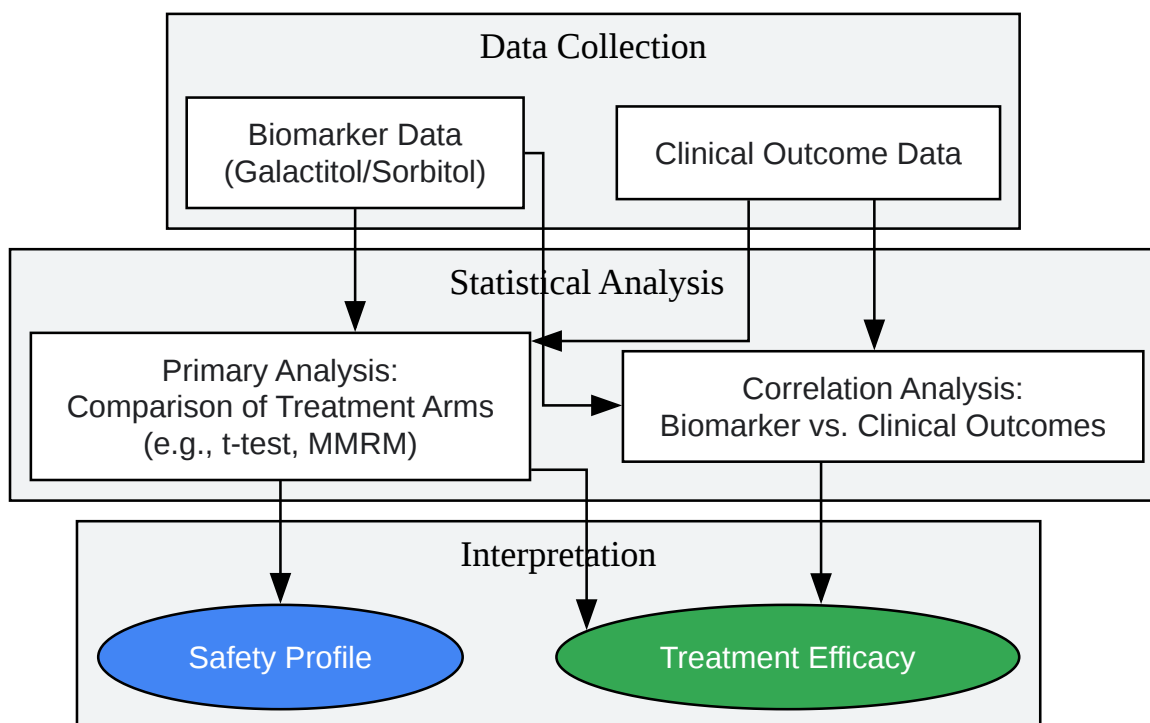 Data Collection
Biomarker Data
(Galactitol/Sorbitol)
Clinical Outcome Data
Statistical Analysis
Primary Analysis:
Comparison of Treatment Arms
(e.g., t-test, MMRM)
Correlation Analysis:
Biomarker vs. Clinical Outcomes
Interpretation
Safety Profile
Treatment Efficacy